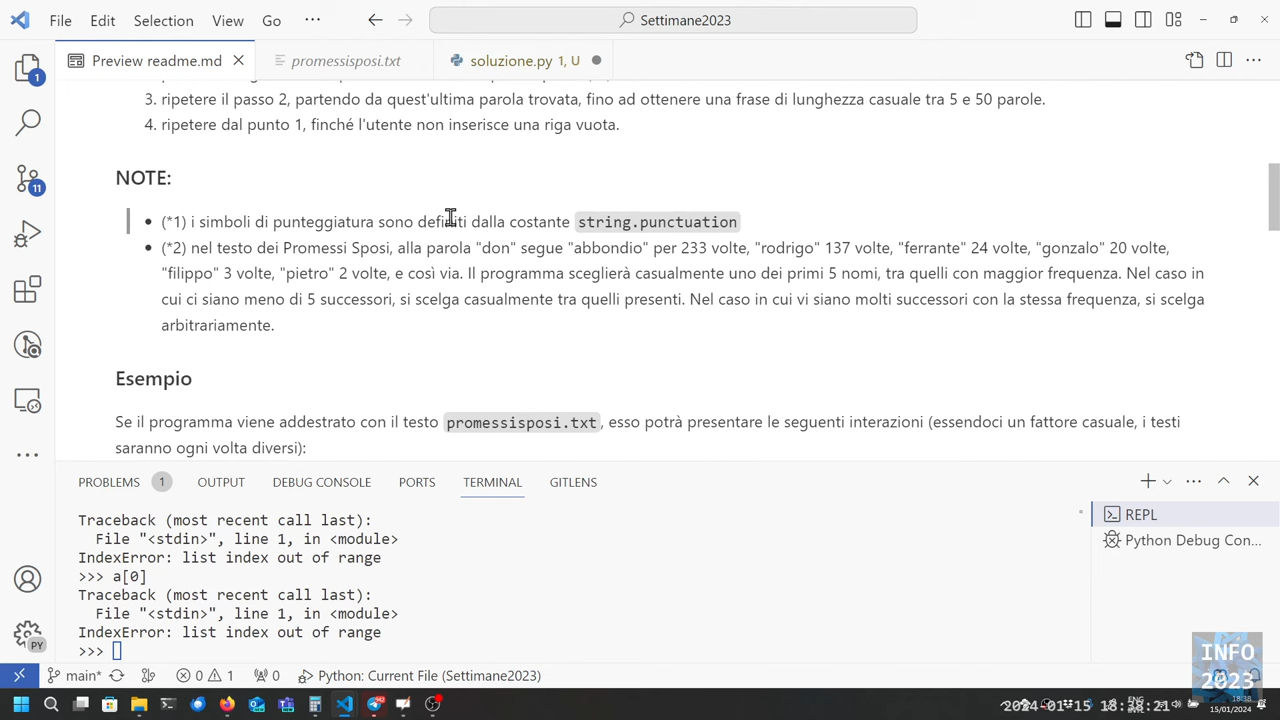 File Edit Selection View Go ··· Settimane2023
Preview readme.md promessisposi.txt soluzione.py 1, U
3. ripetere il passo 2, partendo da quest'ultima parola trovata, fino ad ottenere una frase di lunghezza casuale tra 5 e 50 parole.
4. ripetere dal punto 1, finché l'utente non inserisce una riga vuota.
NOTE:
• (*1) i simboli di punteggiatura sono definiti dalla costante string.punctuation
• (*2) nel testo dei Promessi Sposi, alla parola "don" segue "abbondio" per 233 volte, "rodrigo" 137 volte, "ferrante" 24 volte, "gonzalo" 20 volte,
"filippo" 3 volte, "pietro" 2 volte, e così via. Il programma sceglierà casualmente uno dei primi 5 nomi, tra quelli con maggior frequenza. Nel caso in
cui ci siano meno di 5 successori, si scelga casualmente tra quelli presenti. Nel caso in cui vi siano molti successori con la stessa frequenza, si scelga
arbitrariamente.
Esempio
Se il programma viene addestrato con il testo promessisposi.txt, esso potrà presentare le seguenti interazioni (essendoci un fattore casuale, i testi
saranno ogni volta diversi):
PROBLEMS 1 OUTPUT DEBUG CONSOLE PORTS TERMINAL GITLENS
Traceback (most recent call last):
File "<stdin>", line 1, in <module>
IndexError: list index out of range
>>> a[0]
Traceback (most recent call last):
File "<stdin>", line 1, in <module>
IndexError: list index out of range
>>>
REPL
Python Debug Con...
1
11
PY
main* 0 1 0 Python: Current File (Settimane2023)
INFO
2023
2024-01-15 18:38:21
18:38
15/01/2024